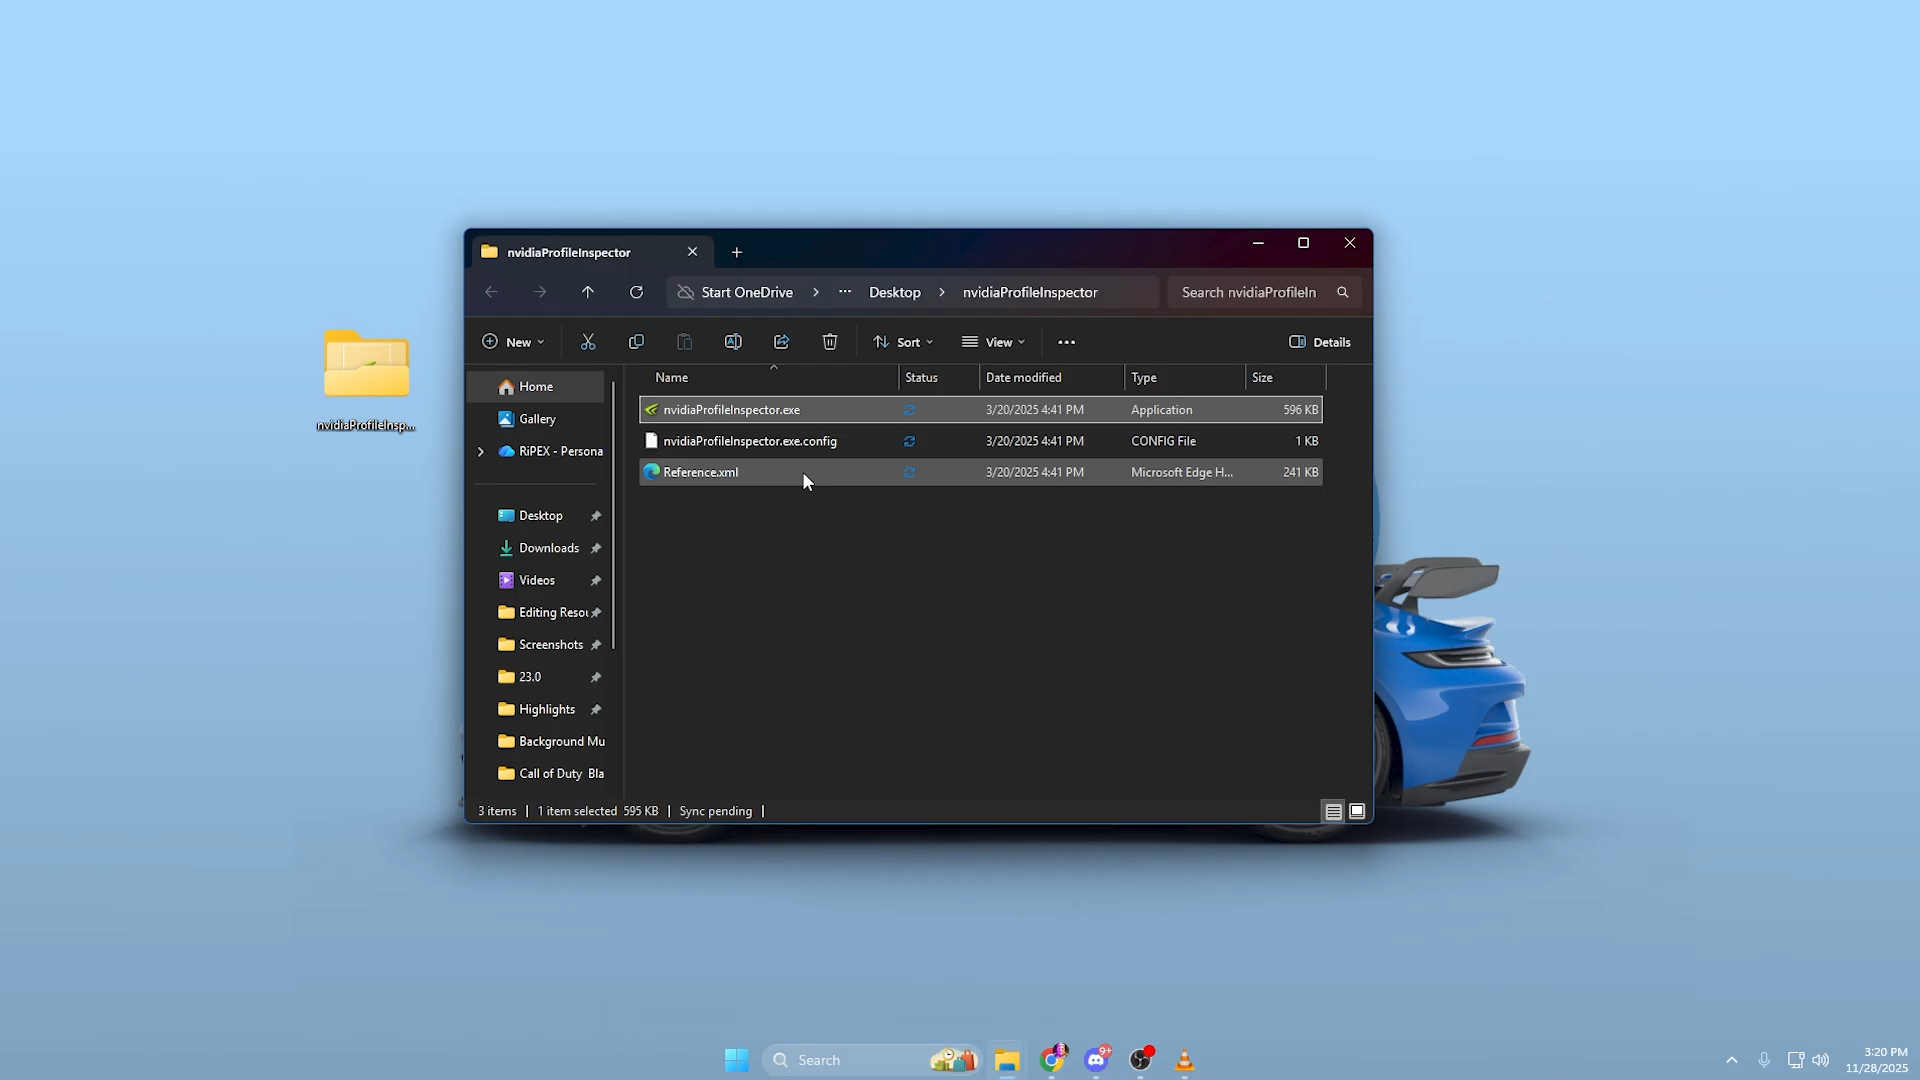 nvidiaProfileInspector
Start OneDrive
Desktop
nvidiaProfileInspector
Search nvidiaProfileIn
New
Sort
View
Details
Name
Status
Date modified
Type
Size
Home
nvidiaProfileInspector.exe
3/20/2025 4:41 PM
Application
596 KB
Gallery
nvidiaProfileInspector.exe.config
3/20/2025 4:41 PM
CONFIG File
1 KB
nvidiaProfileInsp...
RiPEX - Persona
Reference.xml
3/20/2025 4:41 PM
Microsoft Edge H...
241 KB
Desktop
Downloads
Videos
Editing Resou
Screenshots
23.0
Highlights
Background Mu
Call of Duty Bla
3 items
1 item selected 595 KB
Sync pending
Search
9+
3:20 PM
11/28/2025